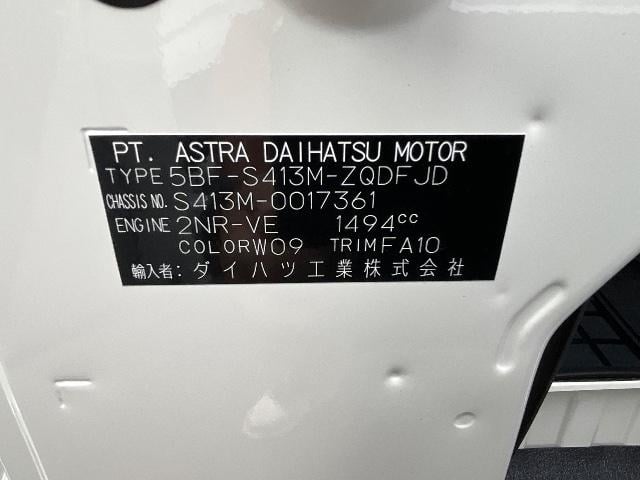 PT. ASTRA DAIHATSU MOTOR
TYPE 5BF-S413M-ZQDFJD
CHASSIS NO. S413M-0017361
ENGINE 2NR-VE 1494cc
COLOR W09 TRIM FA10
輸入者: ダイハツ工業株式会社